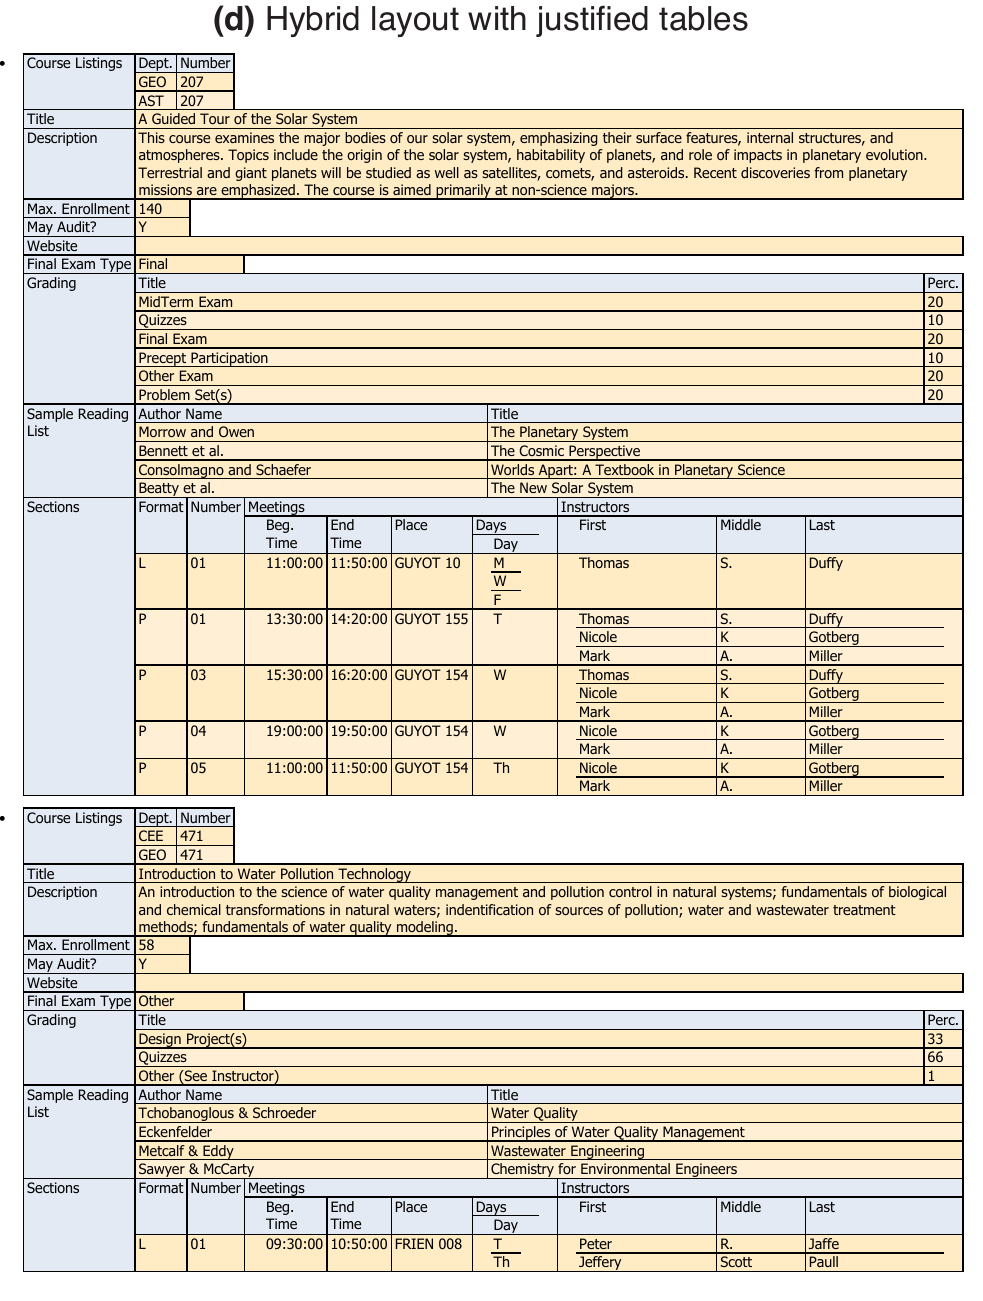 (d) Hybrid layout with justified tables
• Course Listings Dept. Number
GEO 207
AST 207
Title A Guided Tour of the Solar System
Description This course examines the major bodies of our solar system, emphasizing their surface features, internal structures, and
atmospheres. Topics include the origin of the solar system, habitability of planets, and role of impacts in planetary evolution.
Terrestrial and giant planets will be studied as well as satellites, comets, and asteroids. Recent discoveries from planetary
missions are emphasized. The course is aimed primarily at non-science majors.
Max. Enrollment 140
May Audit? Y
Website
Final Exam Type Final
Grading Title Perc.
MidTerm Exam 20
Quizzes 10
Final Exam 20
Precept Participation 10
Other Exam 20
Problem Set(s) 20
Sample Reading Author Name Title
List Morrow and Owen The Planetary System
Bennett et al. The Cosmic Perspective
Consolmagno and Schaefer Worlds Apart: A Textbook in Planetary Science
Beatty et al. The New Solar System
Sections Format Number Meetings Instructors
Beg. End Place Days First Middle Last
Time Time Day
L 01 11:00:00 11:50:00 GUYOT 10 M Thomas S. Duffy
W
F
P 01 13:30:00 14:20:00 GUYOT 155 T Thomas S. Duffy
Nicole K Gotberg
Mark A. Miller
P 03 15:30:00 16:20:00 GUYOT 154 W Thomas S. Duffy
Nicole K Gotberg
Mark A. Miller
P 04 19:00:00 19:50:00 GUYOT 154 W Nicole K Gotberg
Mark A. Miller
P 05 11:00:00 11:50:00 GUYOT 154 Th Nicole K Gotberg
Mark A. Miller
• Course Listings Dept. Number
CEE 471
GEO 471
Title Introduction to Water Pollution Technology
Description An introduction to the science of water quality management and pollution control in natural systems; fundamentals of biological
and chemical transformations in natural waters; indentification of sources of pollution; water and wastewater treatment
methods; fundamentals of water quality modeling.
Max. Enrollment 58
May Audit? Y
Website
Final Exam Type Other
Grading Title Perc.
Design Project(s) 33
Quizzes 66
Other (See Instructor) 1
Sample Reading Author Name Title
List Tchobanoglous & Schroeder Water Quality
Eckenfelder Principles of Water Quality Management
Metcalf & Eddy Wastewater Engineering
Sawyer & McCarty Chemistry for Environmental Engineers
Sections Format Number Meetings Instructors
Beg. End Place Days First Middle Last
Time Time Day
L 01 09:30:00 10:50:00 FRIEN 008 T Peter R. Jaffe
Th Jeffery Scott Paull